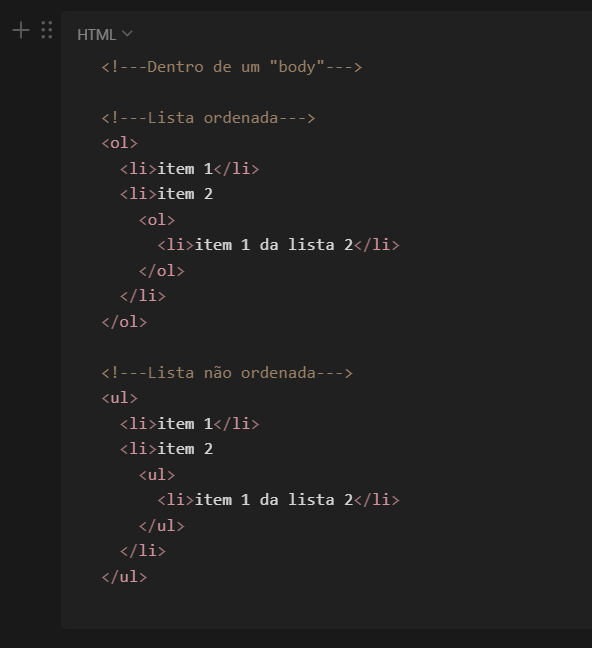 HTML
<!---Dentro de um "body"--->
<!---Lista ordenada--->
<ol>
<li>item 1</li>
<li>item 2
<ol>
<li>item 1 da lista 2</li>
</ol>
</li>
</ol>
<!---Lista não ordenada--->
<ul>
<li>item 1</li>
<li>item 2
<ul>
<li>item 1 da lista 2</li>
</ul>
</li>
</ul>